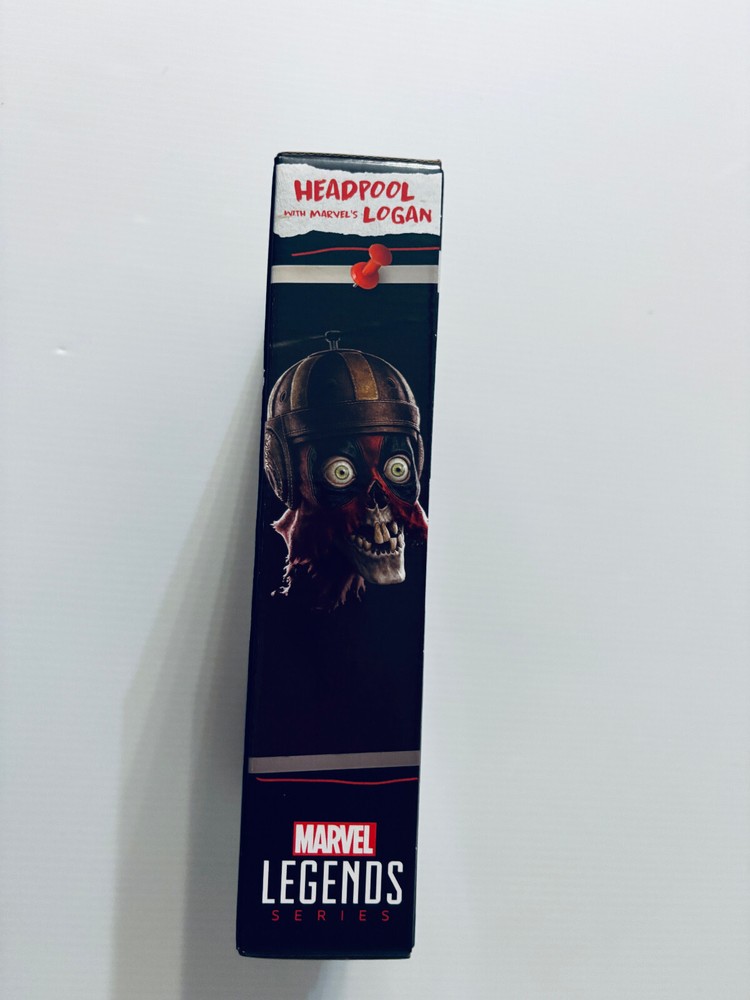 HEADPOOL
WITH MARVEL'S LOGAN
MARVEL
LEGENDS
SERIES